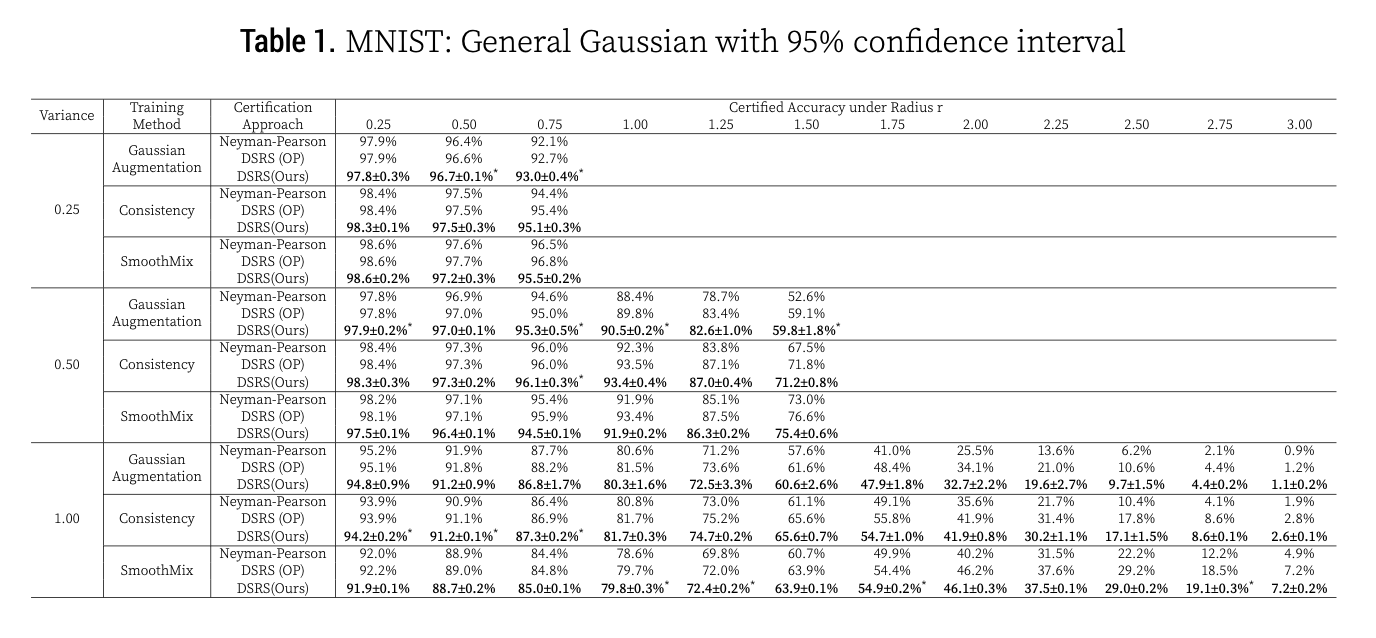 Table 1. MNIST: General Gaussian with 95% confidence interval
Variance Training Method Certification Approach Certified Accuracy under Radius r
0.25 0.50 0.75 1.00 1.25 1.50 1.75 2.00 2.25 2.50 2.75 3.00
0.25
Gaussian Augmentation
Neyman-Pearson 97.9% 96.4% 92.1%
DSRS (OP) 97.9% 96.6% 92.7%
DSRS(Ours) 97.8±0.3% 96.7±0.1%* 93.0±0.4%*
Consistency
Neyman-Pearson 98.4% 97.5% 94.4%
DSRS (OP) 98.4% 97.5% 95.4%
DSRS(Ours) 98.3±0.1% 97.5±0.3% 95.1±0.3%
SmoothMix
Neyman-Pearson 98.6% 97.6% 96.5%
DSRS (OP) 98.6% 97.7% 96.8%
DSRS(Ours) 98.6±0.2% 97.2±0.3% 95.5±0.2%
0.50
Gaussian Augmentation
Neyman-Pearson 97.8% 96.9% 94.6% 88.4% 78.7% 52.6%
DSRS (OP) 97.8% 97.0% 95.0% 89.8% 83.4% 59.1%
DSRS(Ours) 97.9±0.2%* 97.0±0.1% 95.3±0.5%* 90.5±0.2%* 82.6±1.0% 59.8±1.8%*
Consistency
Neyman-Pearson 98.4% 97.3% 96.0% 92.3% 83.8% 67.5%
DSRS (OP) 98.4% 97.3% 96.0% 93.5% 87.1% 71.8%
DSRS(Ours) 98.3±0.3% 97.3±0.2% 96.1±0.3%* 93.4±0.4% 87.0±0.4% 71.2±0.8%
SmoothMix
Neyman-Pearson 98.2% 97.1% 95.4% 91.9% 85.1% 73.0%
DSRS (OP) 98.1% 97.1% 95.9% 93.4% 87.5% 76.6%
DSRS(Ours) 97.5±0.1% 96.4±0.1% 94.5±0.1% 91.9±0.2% 86.3±0.2% 75.4±0.6%
1.00
Gaussian Augmentation
Neyman-Pearson 95.2% 91.9% 87.7% 80.6% 71.2% 57.6% 41.0% 25.5% 13.6% 6.2% 2.1% 0.9%
DSRS (OP) 95.1% 91.8% 88.2% 81.5% 73.6% 61.6% 48.4% 34.1% 21.0% 10.6% 4.4% 1.2%
DSRS(Ours) 94.8±0.9% 91.2±0.9% 86.8±1.7% 80.3±1.6% 72.5±3.3% 60.6±2.6% 47.9±1.8% 32.7±2.2% 19.6±2.7% 9.7±1.5% 4.4±0.2% 1.1±0.2%
Consistency
Neyman-Pearson 93.9% 90.9% 86.4% 80.8% 73.0% 61.1% 49.1% 35.6% 21.7% 10.4% 4.1% 1.9%
DSRS (OP) 93.9% 91.1% 86.9% 81.7% 75.2% 65.6% 55.8% 41.9% 31.4% 17.8% 8.6% 2.8%
DSRS(Ours) 94.2±0.2%* 91.2±0.1%* 87.3±0.2%* 81.7±0.3% 74.7±0.2% 65.6±0.7% 54.7±1.0% 41.9±0.8% 30.2±1.1% 17.1±1.5% 8.6±0.1% 2.6±0.1%
SmoothMix
Neyman-Pearson 92.0% 88.9% 84.4% 78.6% 69.8% 60.7% 49.9% 40.2% 31.5% 22.2% 12.2% 4.9%
DSRS (OP) 92.2% 89.0% 84.8% 79.7% 72.0% 63.9% 54.4% 46.2% 37.6% 29.2% 18.5% 7.2%
DSRS(Ours) 91.9±0.1% 88.7±0.2% 85.0±0.1% 79.8±0.3%* 72.4±0.2%* 63.9±0.1% 54.9±0.2%* 46.1±0.3% 37.5±0.1% 29.0±0.2% 19.1±0.3%* 7.2±0.2%